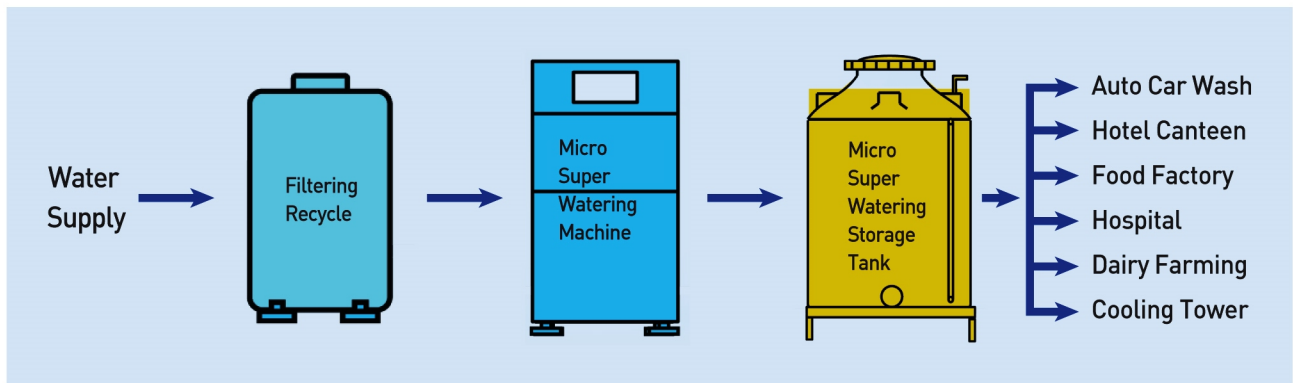 Water
Supply
Filtering
Recycle
Micro
Super
Watering
Machine
Micro
Super
Watering
Storage
Tank
Auto Car Wash
Hotel Canteen
Food Factory
Hospital
Dairy Farming
Cooling Tower